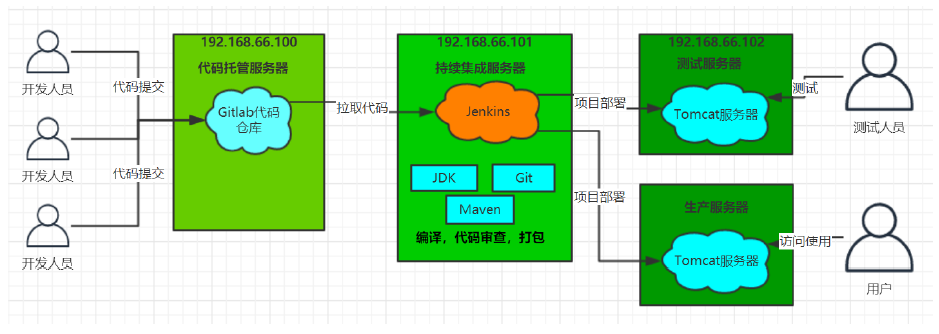 192.168.66.100
代码托管服务器
Gitlab代码
仓库
开发人员
开发人员
开发人员
代码提交
代码提交
拉取代码
192.168.66.101
持续集成服务器
Jenkins
JDK
Git
Maven
编译，代码审查，打包
项目部署
项目部署
192.168.66.102
测试服务器
Tomcat服务器
测试
测试人员
生产服务器
Tomcat服务器
访问使用
用户